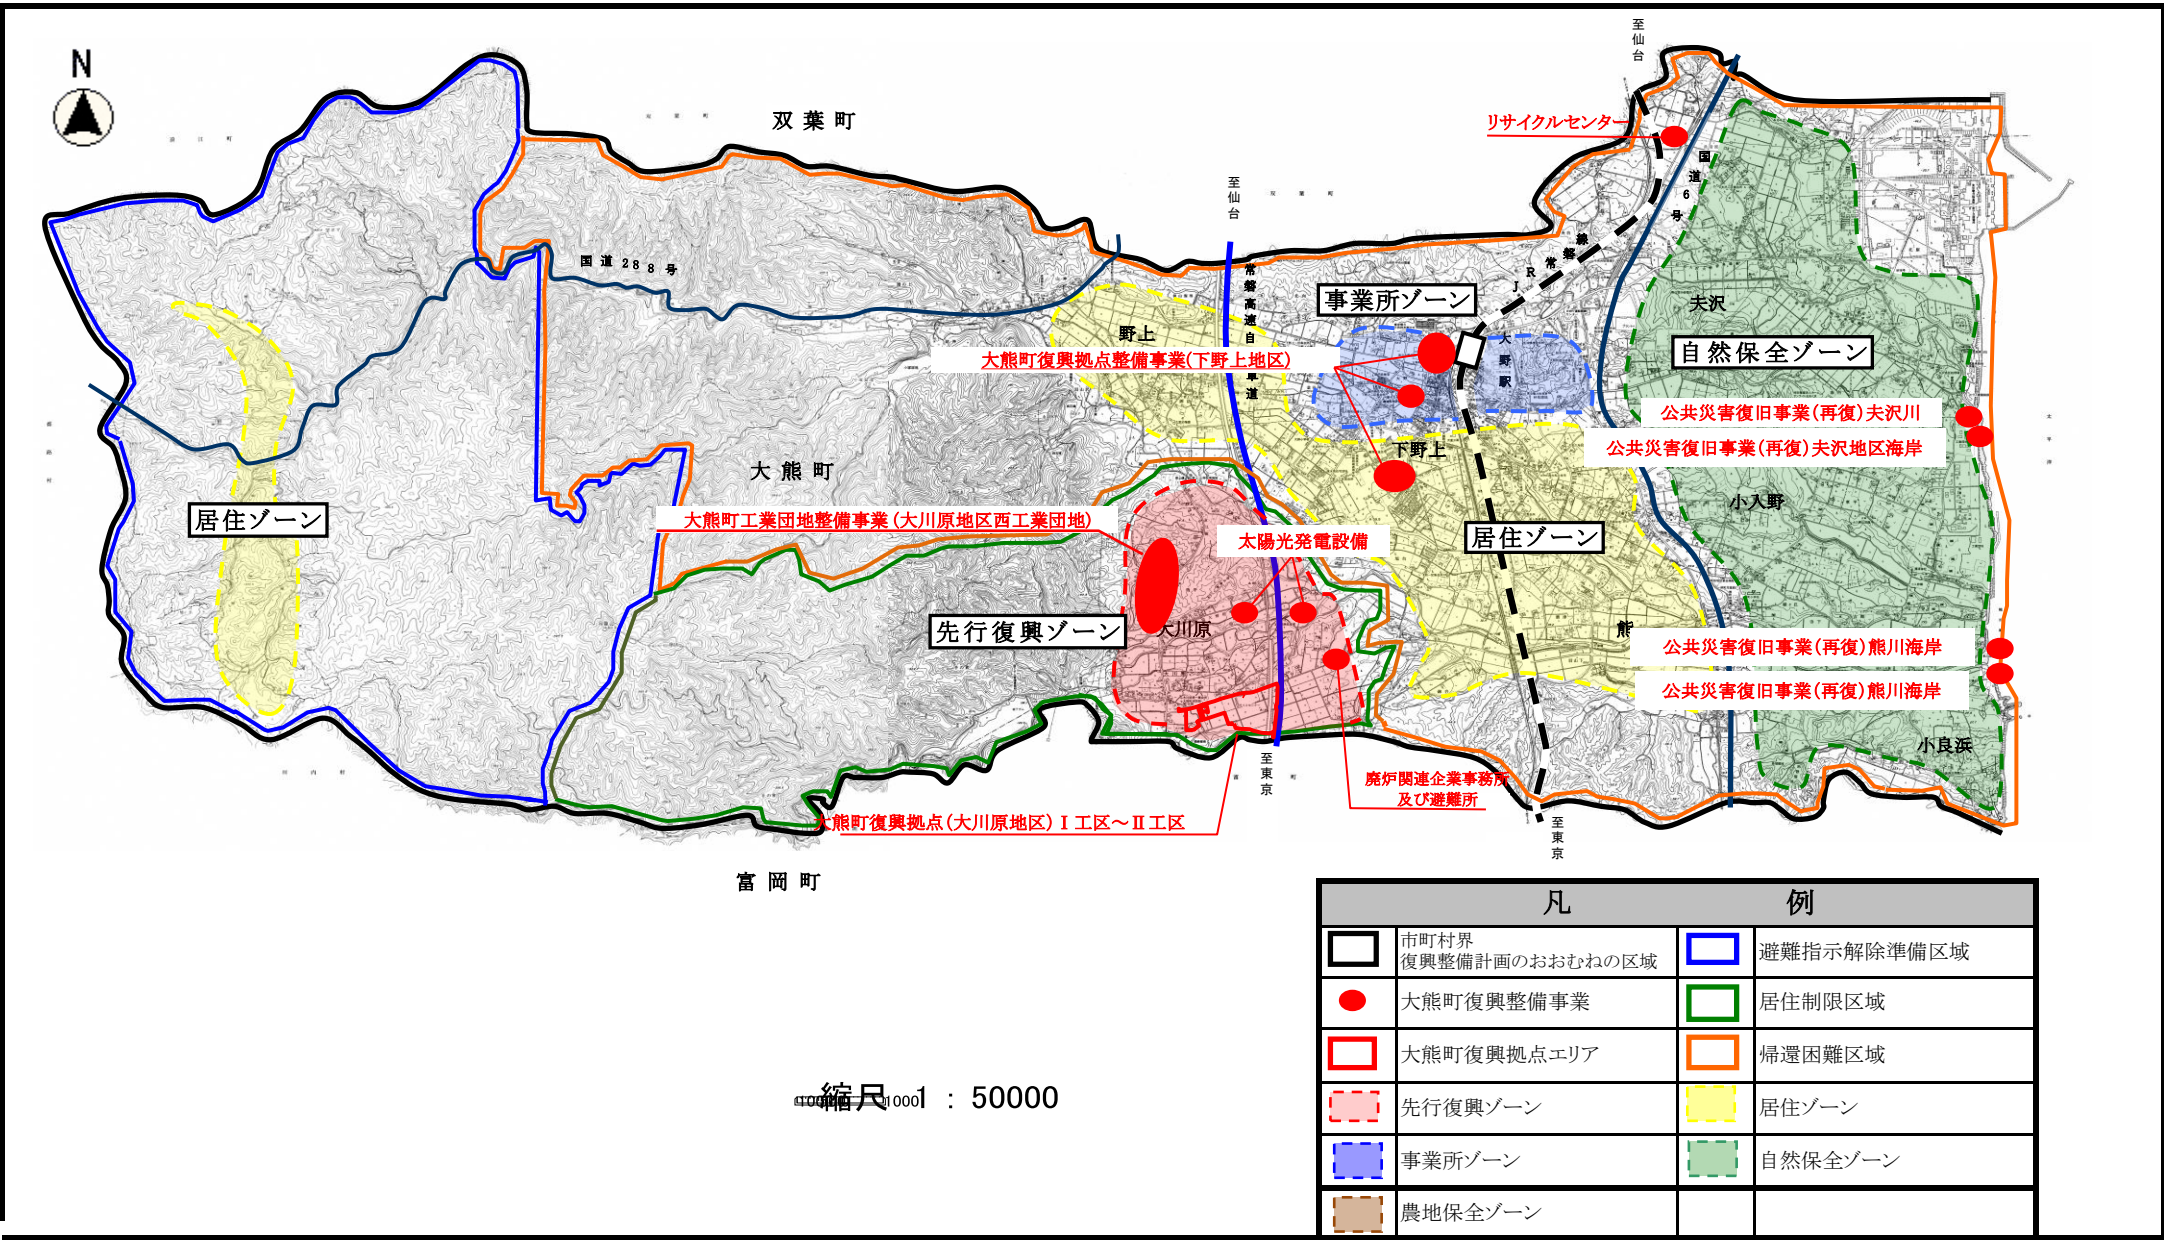 N
双葉町
至仙台
リサイクルセンター
国道6号
至仙台
国道288号
常磐高速自
車道
JR常磐線
事業所ゾーン
大野駅
夫沢
自然保全ゾーン
野上
大熊町復興拠点整備事業(下野上地区)
公共災害復旧事業(再復)夫沢川
公共災害復旧事業(再復)夫沢地区海岸
下野上
大熊町
小入野
居住ゾーン
大熊町工業団地整備事業(大川原地区西工業団地)
太陽光発電設備
居住ゾーン
先行復興ゾーン
大川原
熊
公共災害復旧事業(再復)熊川海岸
公共災害復旧事業(再復)熊川海岸
小良浜
至東京
廃炉関連企業事務所
及び避難所
大熊町復興拠点(大川原地区)Ⅰ工区～Ⅱ工区
至東京
富岡町
凡例
市町村界
復興整備計画のおおむねの区域
避難指示解除準備区域
大熊町復興整備事業
居住制限区域
大熊町復興拠点エリア
帰還困難区域
先行復興ゾーン
居住ゾーン
事業所ゾーン
自然保全ゾーン
農地保全ゾーン
縮尺 1 : 50000